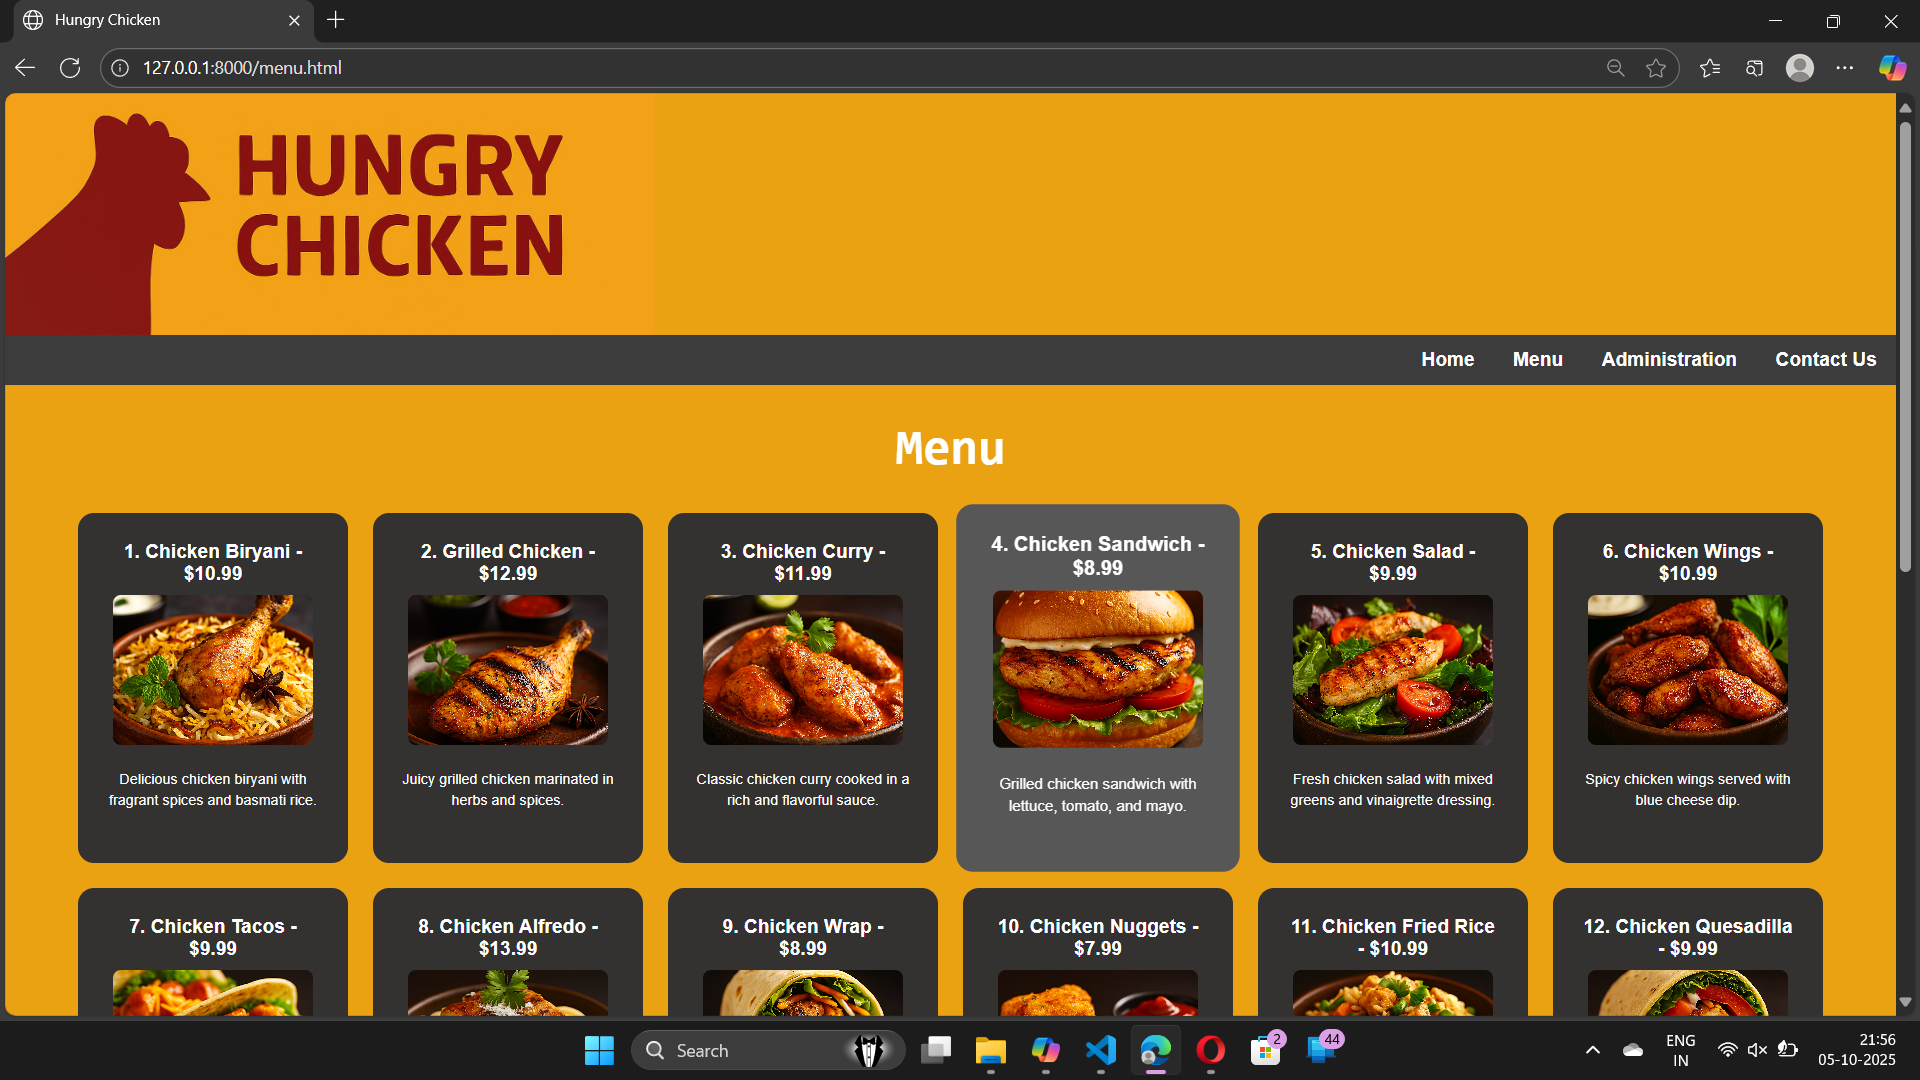 Hungry Chicken
127.0.0.1:8000/menu.html
HUNGRY
CHICKEN
Home Menu Administration Contact Us
Menu
1. Chicken Biryani -
$10.99
Delicious chicken biryani with
fragrant spices and basmati rice.
2. Grilled Chicken -
$12.99
Juicy grilled chicken marinated in
herbs and spices.
3. Chicken Curry -
$11.99
Classic chicken curry cooked in a
rich and flavorful sauce.
4. Chicken Sandwich -
$8.99
Grilled chicken sandwich with
lettuce, tomato, and mayo.
5. Chicken Salad -
$9.99
Fresh chicken salad with mixed
greens and vinaigrette dressing.
6. Chicken Wings -
$10.99
Spicy chicken wings served with
blue cheese dip.
7. Chicken Tacos -
$9.99
8. Chicken Alfredo -
$13.99
9. Chicken Wrap -
$8.99
10. Chicken Nuggets -
$7.99
11. Chicken Fried Rice
- $10.99
12. Chicken Quesadilla
- $9.99
Search
2
44
ENG
IN
21:56
05-10-2025